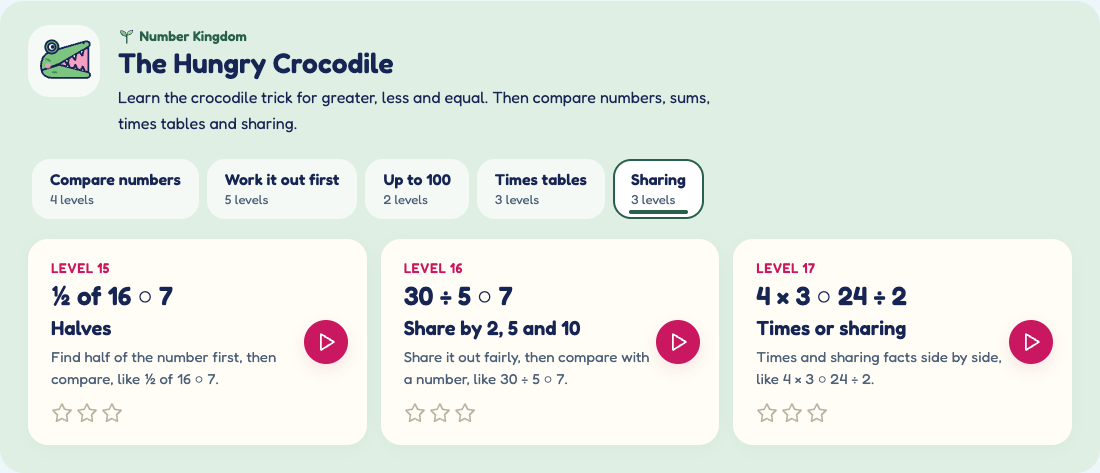 Number Kingdom
The Hungry Crocodile
Learn the crocodile trick for greater, less and equal. Then compare numbers, sums,
times tables and sharing.
Compare numbers
4 levels
Work it out first
5 levels
Up to 100
2 levels
Times tables
3 levels
Sharing
3 levels
LEVEL 15
½ of 16 ○ 7
Halves
Find half of the number first, then
compare, like ½ of 16 ○ 7.
LEVEL 16
30 ÷ 5 ○ 7
Share by 2, 5 and 10
Share it out fairly, then compare with
a number, like 30 ÷ 5 ○ 7.
LEVEL 17
4 × 3 ○ 24 ÷ 2
Times or sharing
Times and sharing facts side by side,
like 4 × 3 ○ 24 ÷ 2.